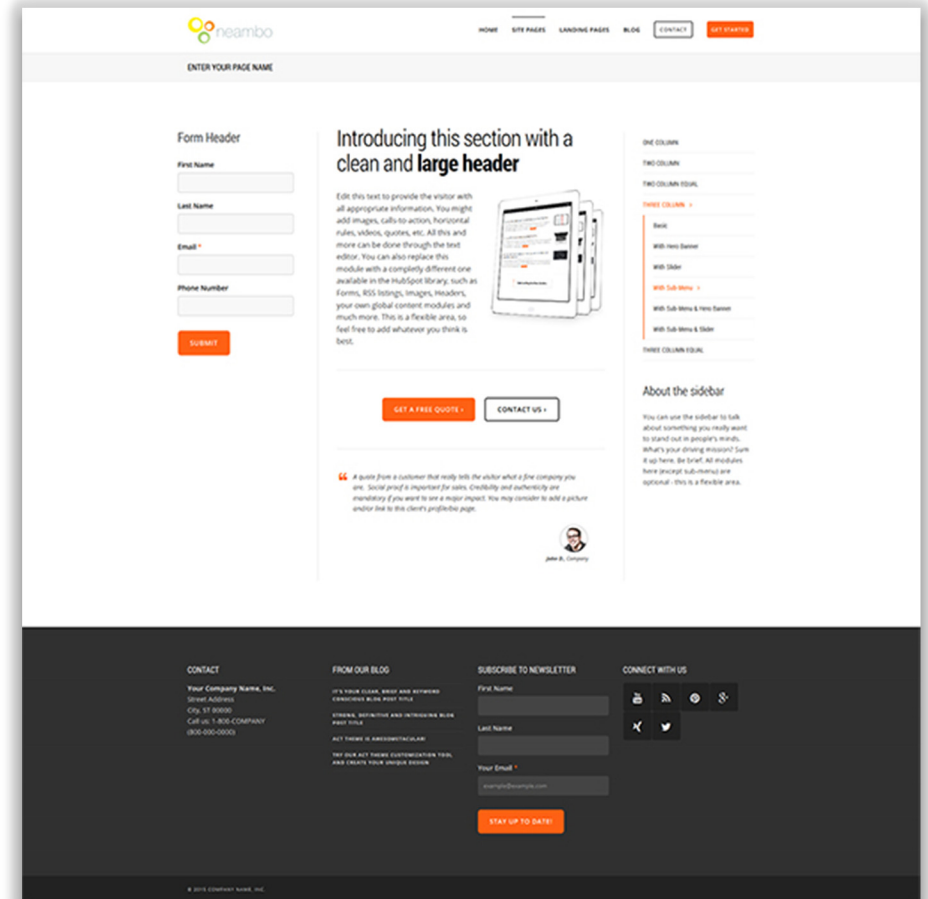 neambo
HOME SITE PAGES LANDING PAGES BLOG CONTACT GET STARTED
ENTER YOUR PAGE NAME
Form Header
First Name
Last Name
Email *
Phone Number
SUBMIT
Introducing this section with a
clean and large header
Edit this text to provide the visitor with
all appropriate information. You might
add images, calls-to-action, horizontal
rules, videos, quotes, etc. All this and
more can be done through the text
editor. You can also replace this
module with a completly different one
available in the HubSpot library, such as
Forms, RSS listings, Images, Headers,
your own global content modules and
much more. This is a flexible area, so
feel free to add whatever you think is
best.
GET A FREE QUOTE ›
CONTACT US ›
A quote from a customer that really tells the visitor what a fine company you
are. Social proof is important for sales. Credibility and authenticity are
mandatory if you want to see a major impact. You may consider to add a picture
and/or link to this client's profile/bio page.
John D., Company
ONE COLUMN
TWO COLUMN
TWO COLUMN EQUAL
THREE COLUMN ›
Basic
With Hero Banner
With Slider
With Sub-Menu ›
With Sub-Menu & Hero Banner
With Sub-Menu & Slider
THREE COLUMN EQUAL
About the sidebar
You can use the sidebar to talk
about something you really want
to stand out in people's minds.
What's your driving mission? Sum
it up here. Be brief. All modules
here (except sub-menu) are
optional - this is a flexible area.
CONTACT
Your Company Name, Inc.
Street Address
City, ST 00000
Call us: 1-800-COMPANY
(800-000-0000)
FROM OUR BLOG
IT'S YOUR CLEAR, BRIEF AND KEYWORD
CONSCIOUS BLOG POST TITLE
STRONG, DEFINITIVE AND INTRIGUING BLOG
POST TITLE
ACT THEME IS AWESOMETACULAR!
TRY OUR ACT THEME CUSTOMIZATION TOOL
AND CREATE YOUR UNIQUE DESIGN
SUBSCRIBE TO NEWSLETTER
First Name
Last Name
Your Email *
example@example.com
STAY UP TO DATE!
CONNECT WITH US
© 2015 COMPANY NAME, INC.